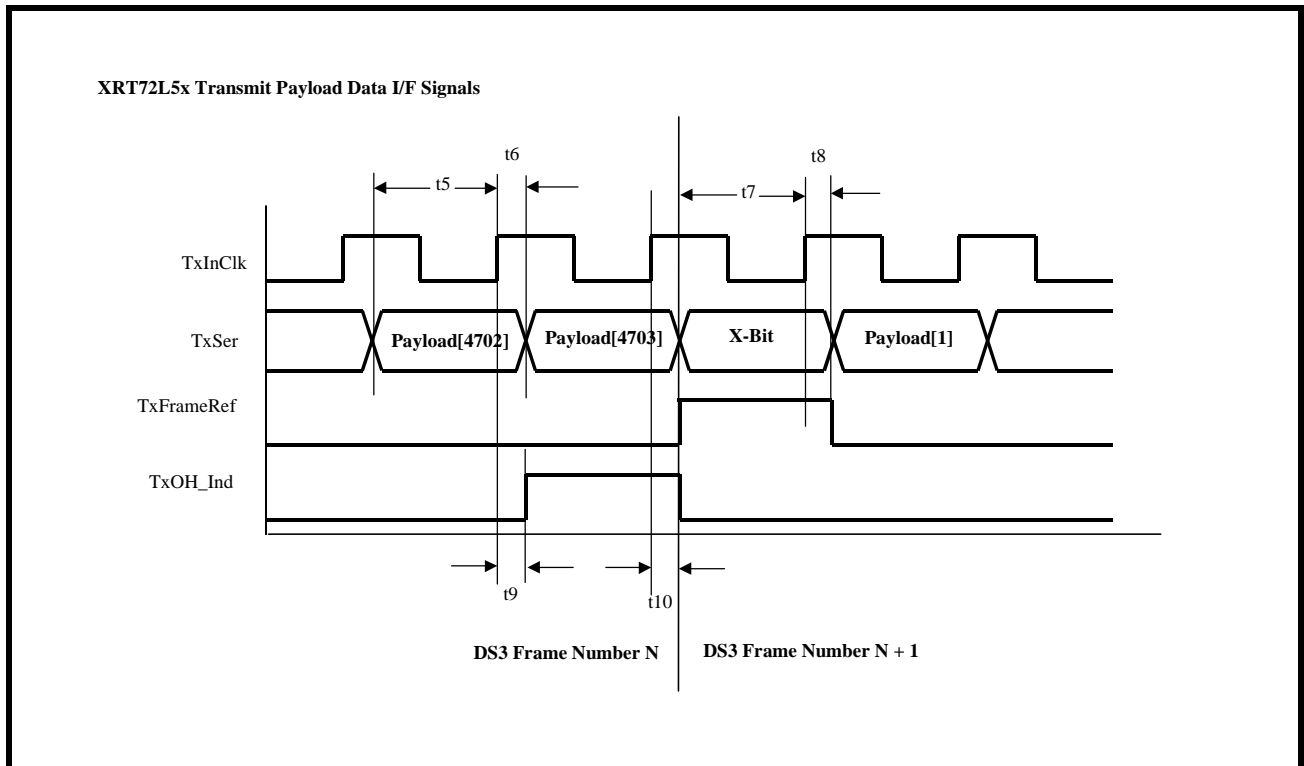 XRT72L5x Transmit Payload Data I/F Signals
t6
t8
t5
t7
TxInClk
TxSer
Payload[4702]
Payload[4703]
X-Bit
Payload[1]
TxFrameRef
TxOH_Ind
t9
t10
DS3 Frame Number N
DS3 Frame Number N + 1